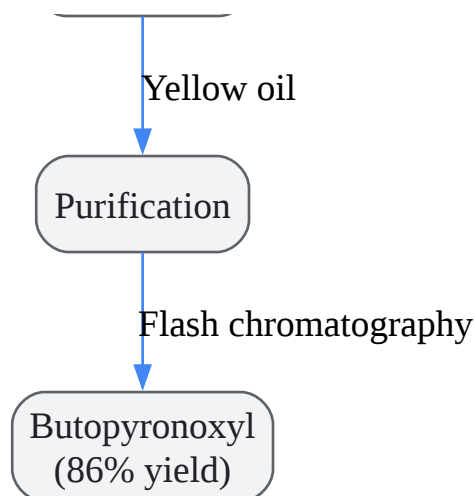 Yellow oil
Purification
Flash chromatography
Butopyronoxyl
(86% yield)